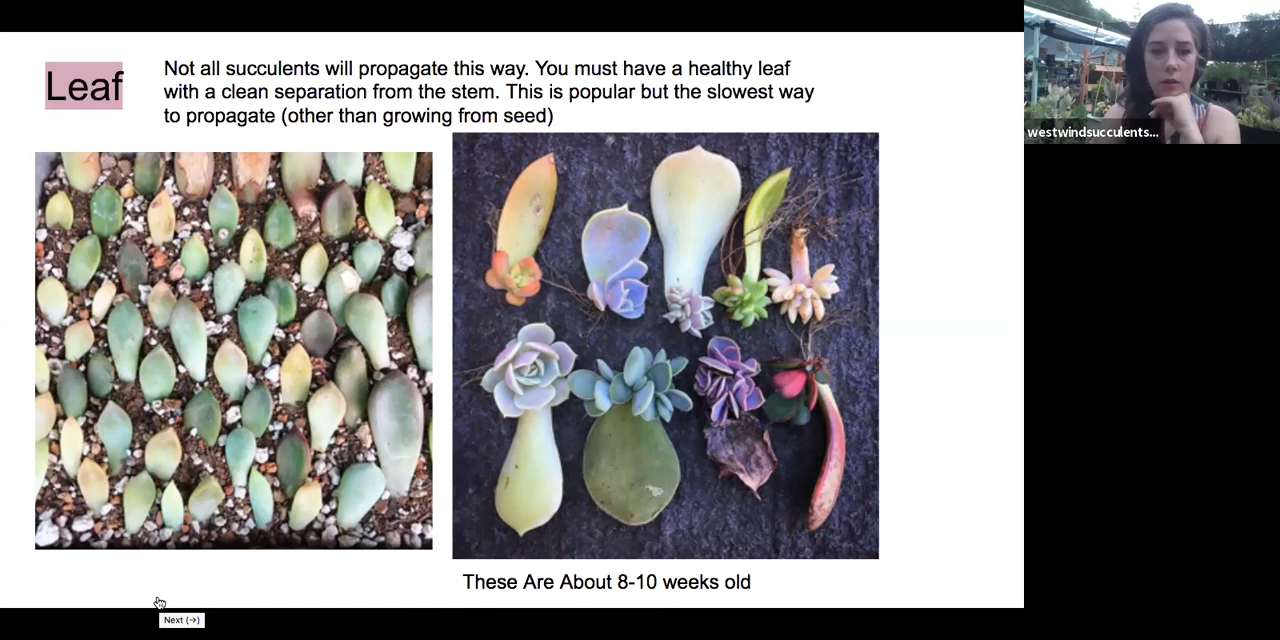 Leaf
Not all succulents will propagate this way. You must have a healthy leaf
with a clean separation from the stem. This is popular but the slowest way
to propagate (other than growing from seed)
westwindsucculents...
These Are About 8-10 weeks old
Next (→)